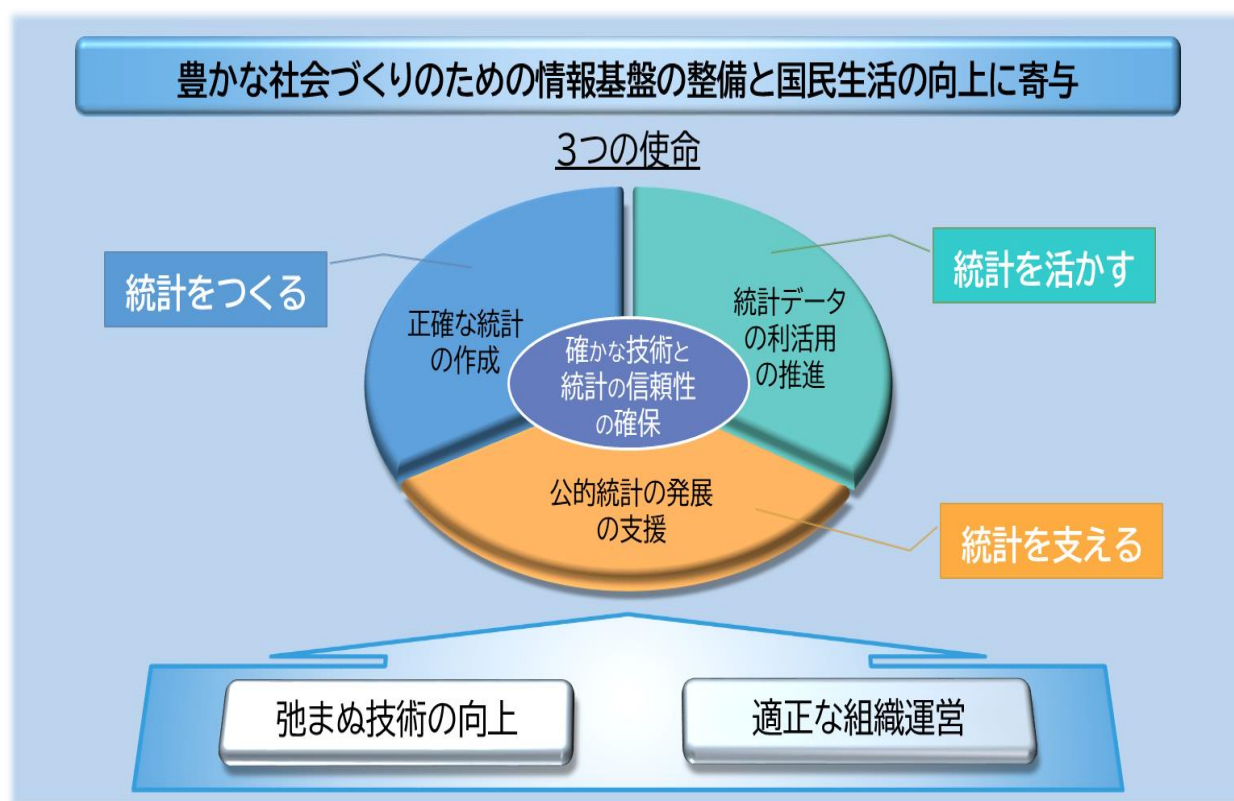 豊かな社会づくりのための情報基盤の整備と国民生活の向上に寄与
3つの使命
統計をつくる
正確な統計
の作成
統計を活かす
統計データ
の利活用
の推進
確かな技術と
統計の信頼性
の確保
公的統計の発展
の支援
統計を支える
弛まぬ技術の向上
適正な組織運営